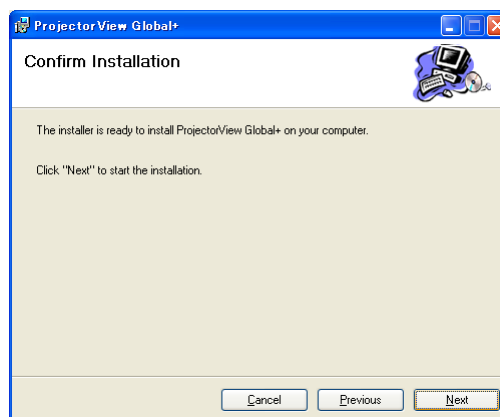 ProjectorView Global+
Confirm Installation
The installer is ready to install ProjectorView Global+ on your computer.
Click "Next" to start the installation.
Cancel
Previous
Next